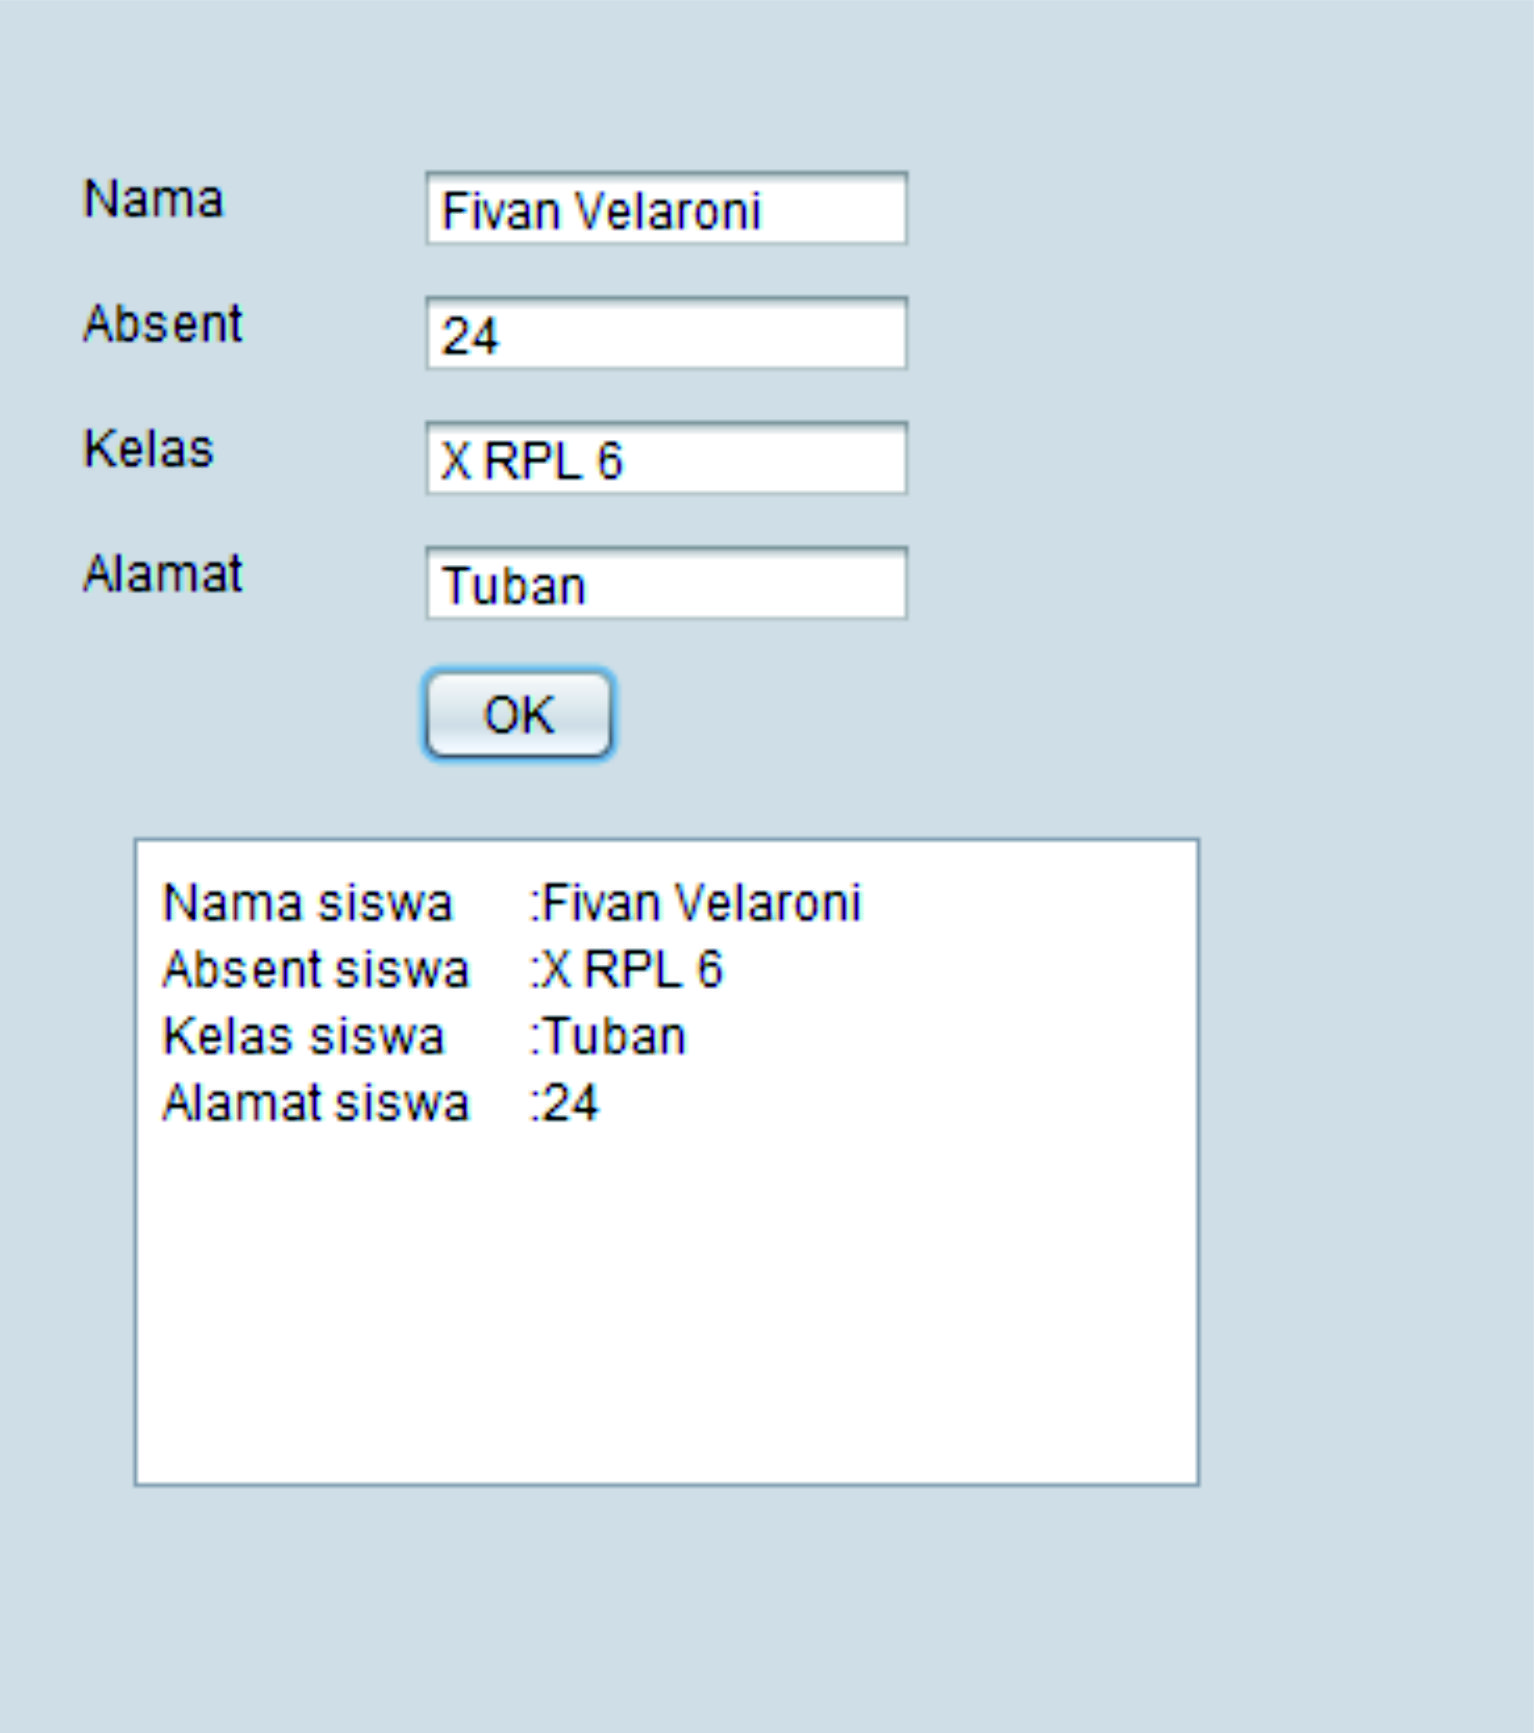 Nama Fivan Velaroni
Absent 24
Kelas X RPL 6
Alamat Tuban
OK
Nama siswa :Fivan Velaroni
Absent siswa :X RPL 6
Kelas siswa :Tuban
Alamat siswa :24